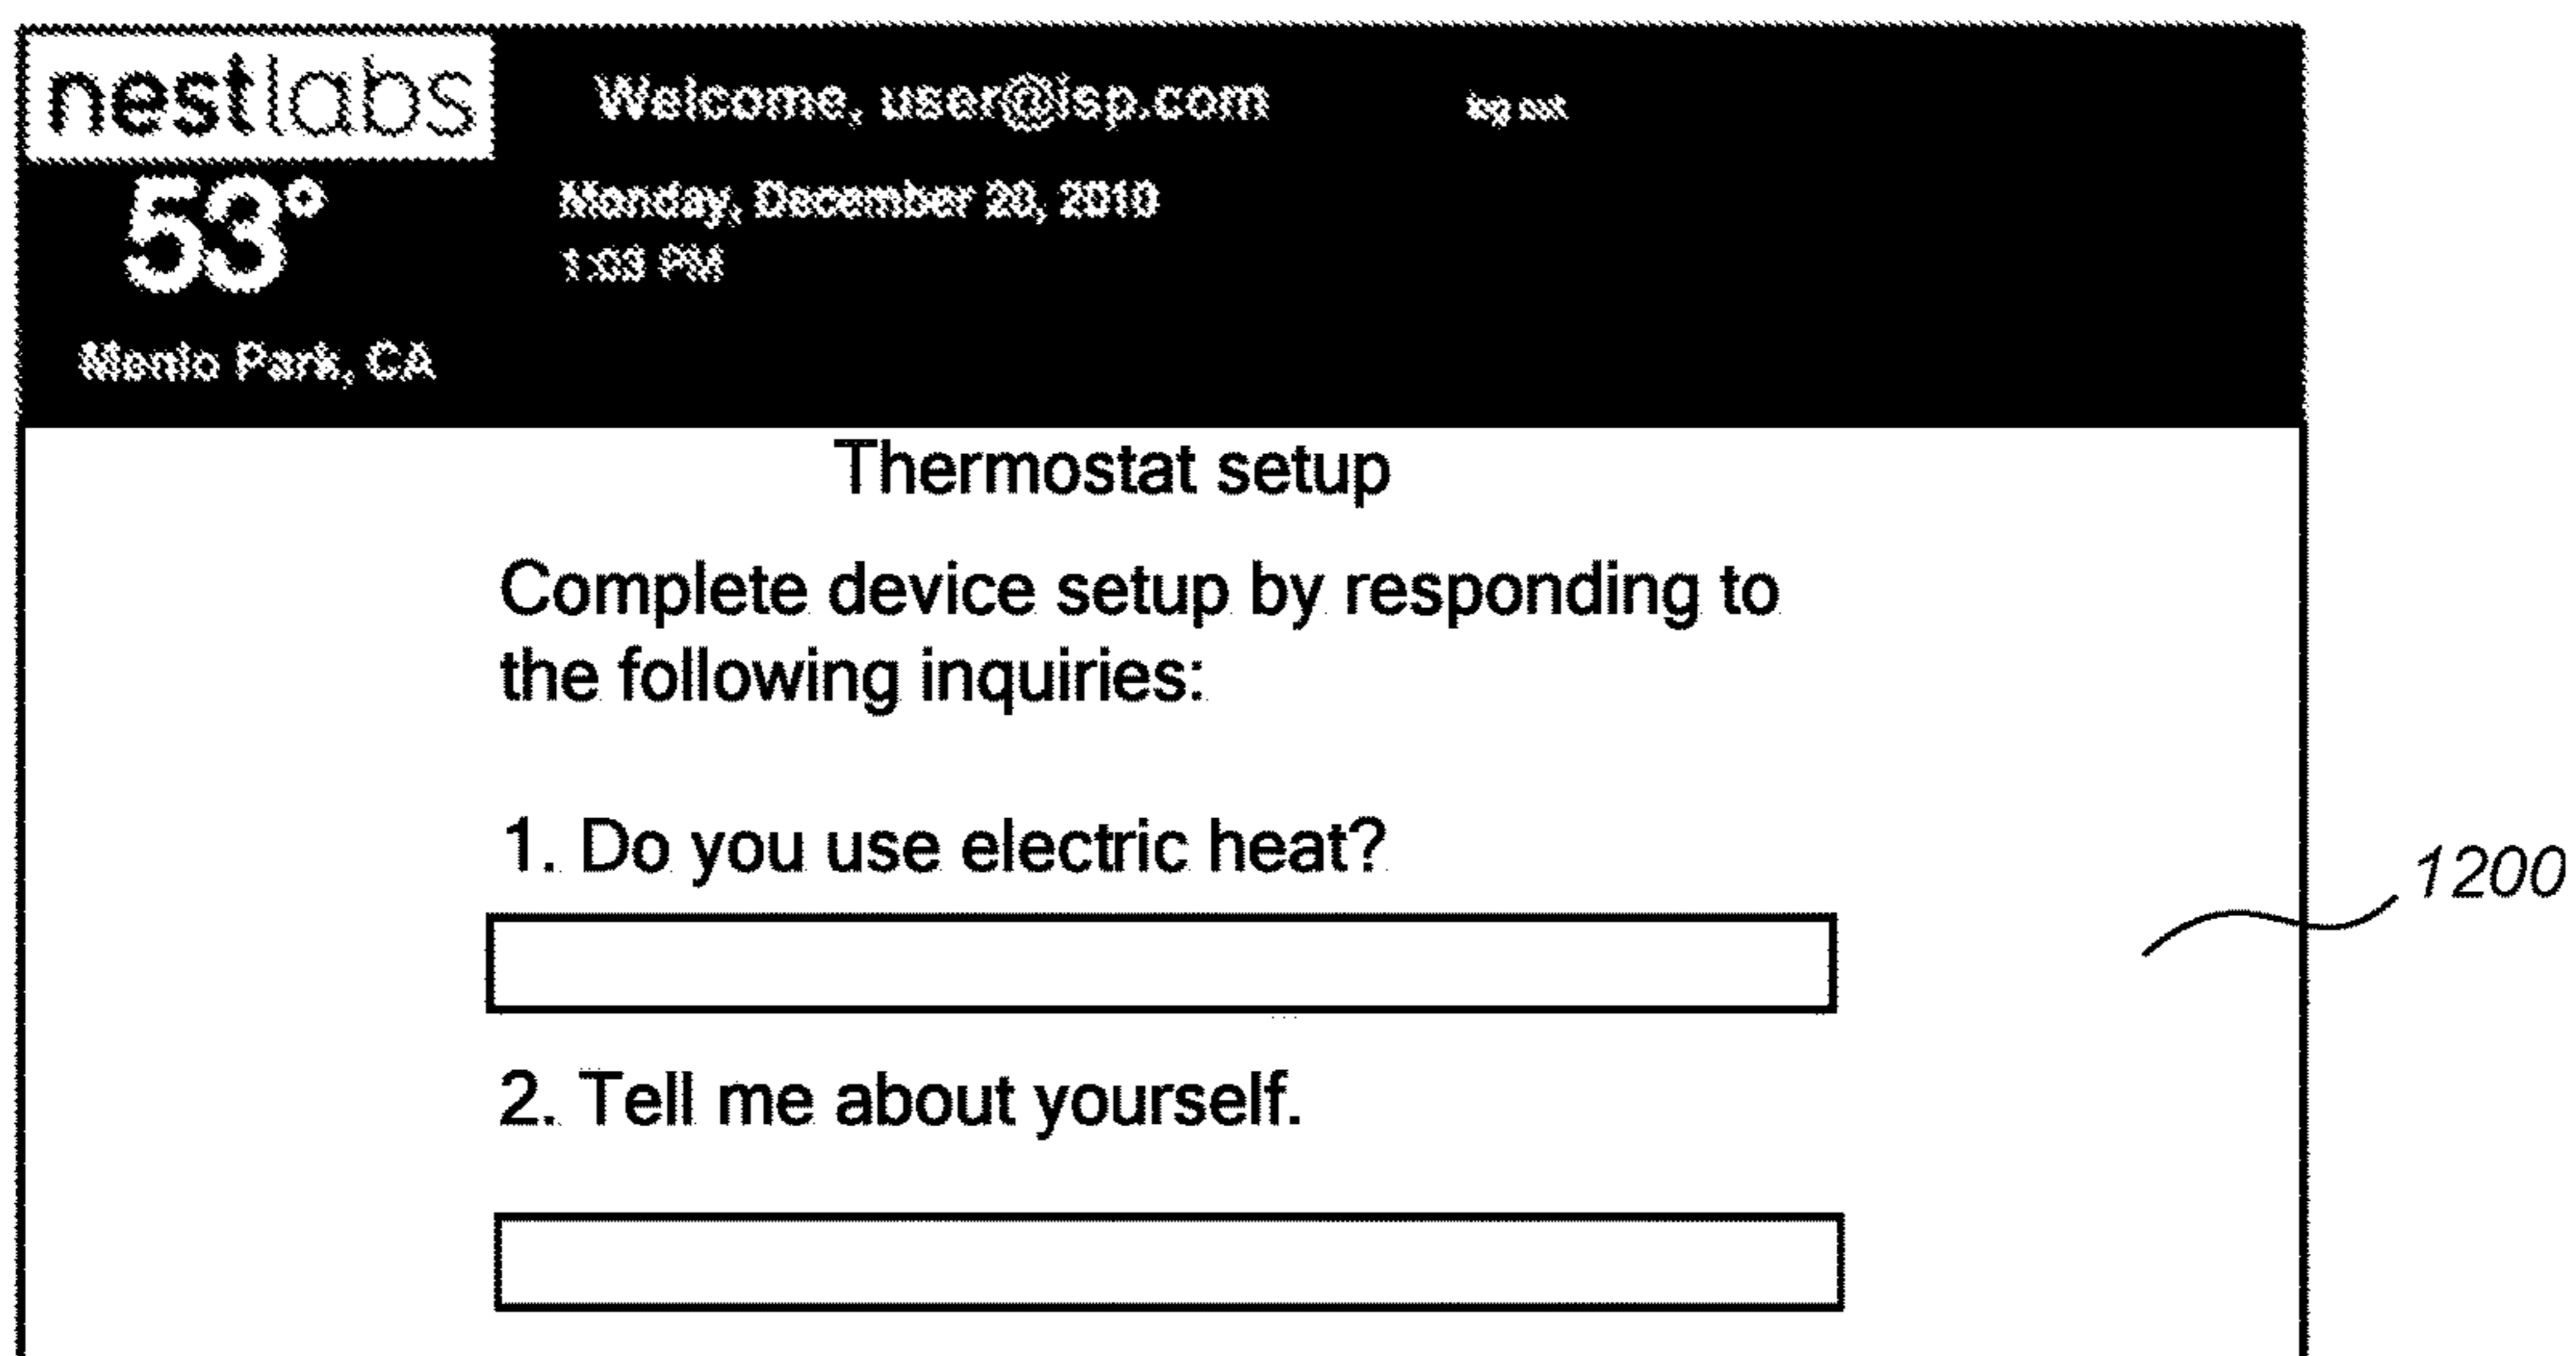 nestlabs
Welcome, user@isp.com
log out
53°
Monday, December 20, 2010
1:03 PM
Menlo Park, CA
Thermostat setup
Complete device setup by responding to
the following inquiries:
1. Do you use electric heat?
1200
2. Tell me about yourself.